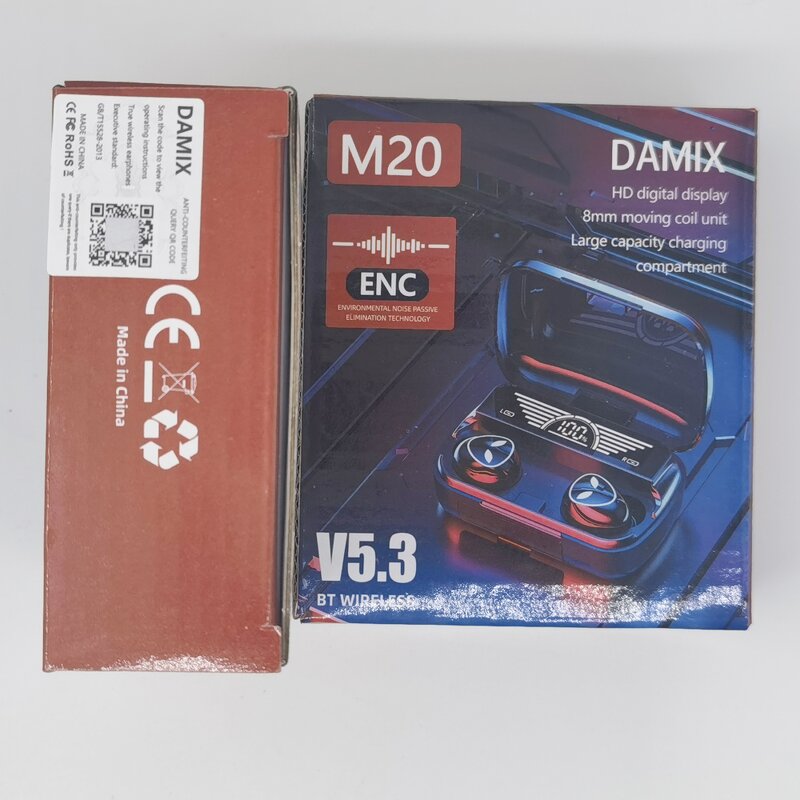 DAMIX
Scan the code to view the
operating instructions
True wireless earphones
Executive standard:
GB/T15528-2013
MADE IN CHINA
CE FC RoHS
ANTI-COUNTERFEITING
QUERY QR CODE
CE
Made in China
M20
DAMIX
HD digital display
8mm moving coil unit
Large capacity charging
compartment
ENC
ENVIRONMENTAL NOISE PASSIVE
ELIMINATION TECHNOLOGY
L
100%
R
V5.3
BT WIRELESS